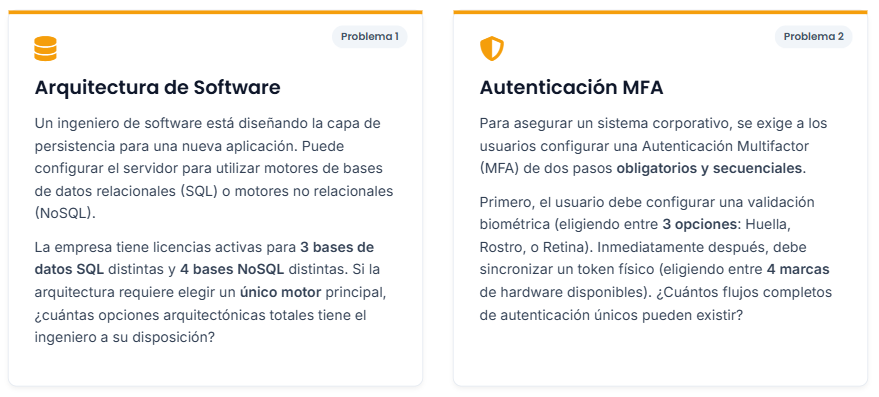 Problema 1
Arquitectura de Software
Un ingeniero de software está diseñando la capa de
persistencia para una nueva aplicación. Puede
configurar el servidor para utilizar motores de bases
de datos relacionales (SQL) o motores no relacionales
(NoSQL).
La empresa tiene licencias activas para 3 bases de
datos SQL distintas y 4 bases NoSQL distintas. Si la
arquitectura requiere elegir un único motor principal,
¿cuántas opciones arquitectónicas totales tiene el
ingeniero a su disposición?
Problema 2
Autenticación MFA
Para asegurar un sistema corporativo, se exige a los
usuarios configurar una Autenticación Multifactor
(MFA) de dos pasos obligatorios y secuenciales.
Primero, el usuario debe configurar una validación
biométrica (eligiendo entre 3 opciones: Huella,
Rostro, o Retina). Inmediatamente después, debe
sincronizar un token físico (eligiendo entre 4 marcas
de hardware disponibles). ¿Cuántos flujos completos
de autenticación únicos pueden existir?